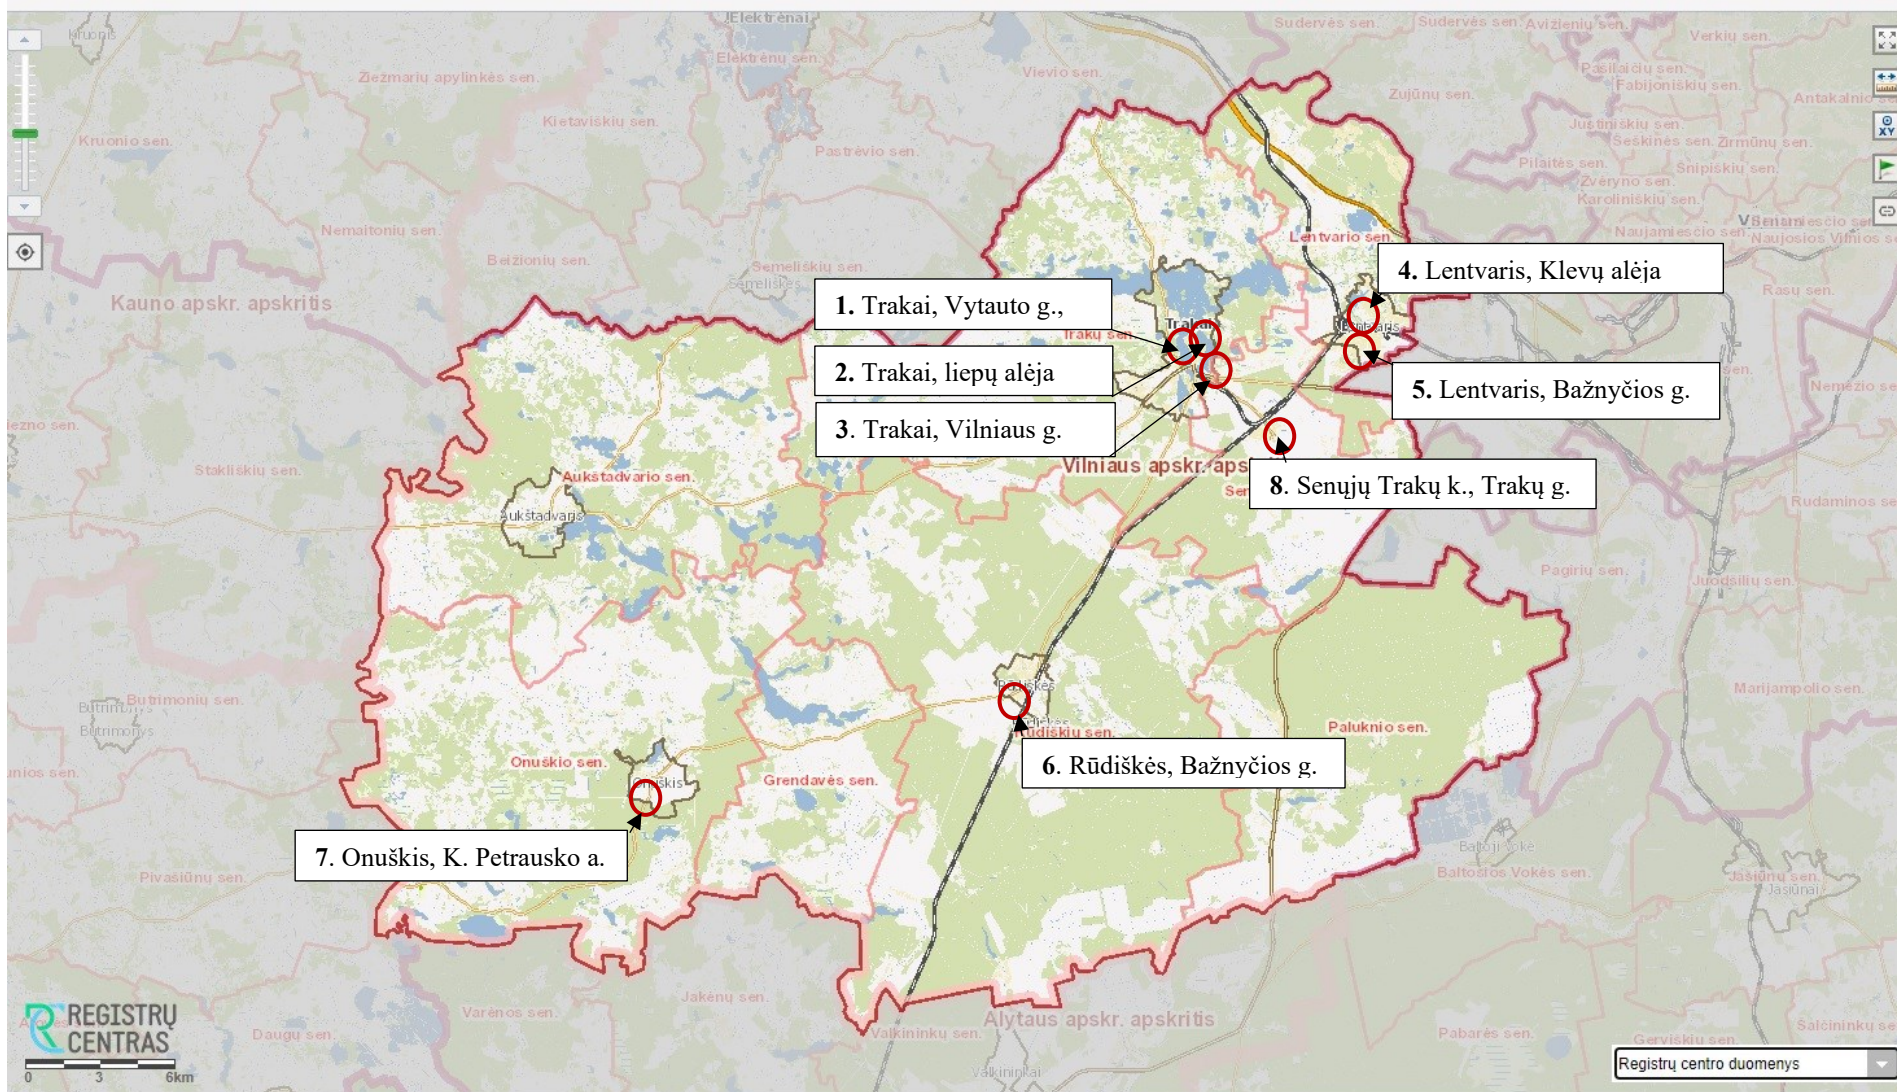 Elektrėnai
Sudervės sen.
Sudervės sen.
Avižienių sen.
Kruonis
Verkių sen.
Elektrėnų sen.
Vievio sen.
Pašilaičių sen.
Žiežmarių apylinkės sen.
Fabijoniškių sen.
Zujūnų sen.
Kietaviškių sen.
Justiniškių sen.
Kruonio sen.
Pastrėvio sen.
Šeškinės sen.
Žirmūnų sen.
Pilaitės sen.
Šnipiškių sen.
Žvėryno sen.
Karoliniškių sen.
Nemaitonių sen.
Naujamiesčio sen.
Lentvario sen.
Beižionių sen.
Semeliškių sen.
Semeliškės
Kauno apskr. apskritis
Rasų sen.
4. Lentvaris, Klevų alėja
1. Trakai, Vytauto g.,
Trakų sen.
2. Trakai, liepų alėja
5. Lentvaris, Bažnyčios g.
Nemėžio sen.
3. Trakai, Vilniaus g.
Stakliškių sen.
Vilniaus apskr. aps
Aukštadvario sen.
8. Senųjų Trakų k., Trakų g.
Rudaminos sen.
Aukštadvaris
Pagirių sen.
Juodšilių sen.
Butrimonių sen.
Butrimonys
Marijampolio sen.
Rūdiškės
Paluknio sen.
Rūdiškių sen.
Onuškio sen.
Grendavės sen.
6. Rūdiškės, Bažnyčios g.
Onuškis
7. Onuškis, K. Petrausko a.
Pivašiūnų sen.
Baltosios Vokės sen.
Jašiūnų sen.
Jašiūnai
Jakėnų sen.
Varėnos sen.
Alytaus apskr. apskritis
Daugų sen.
Valkininkų sen.
Pabarės sen.
Gerviškių sen.
Valkininkai
REGISTRŲ
CENTRAS
0 3 6km
Registrų centro duomenys
XY